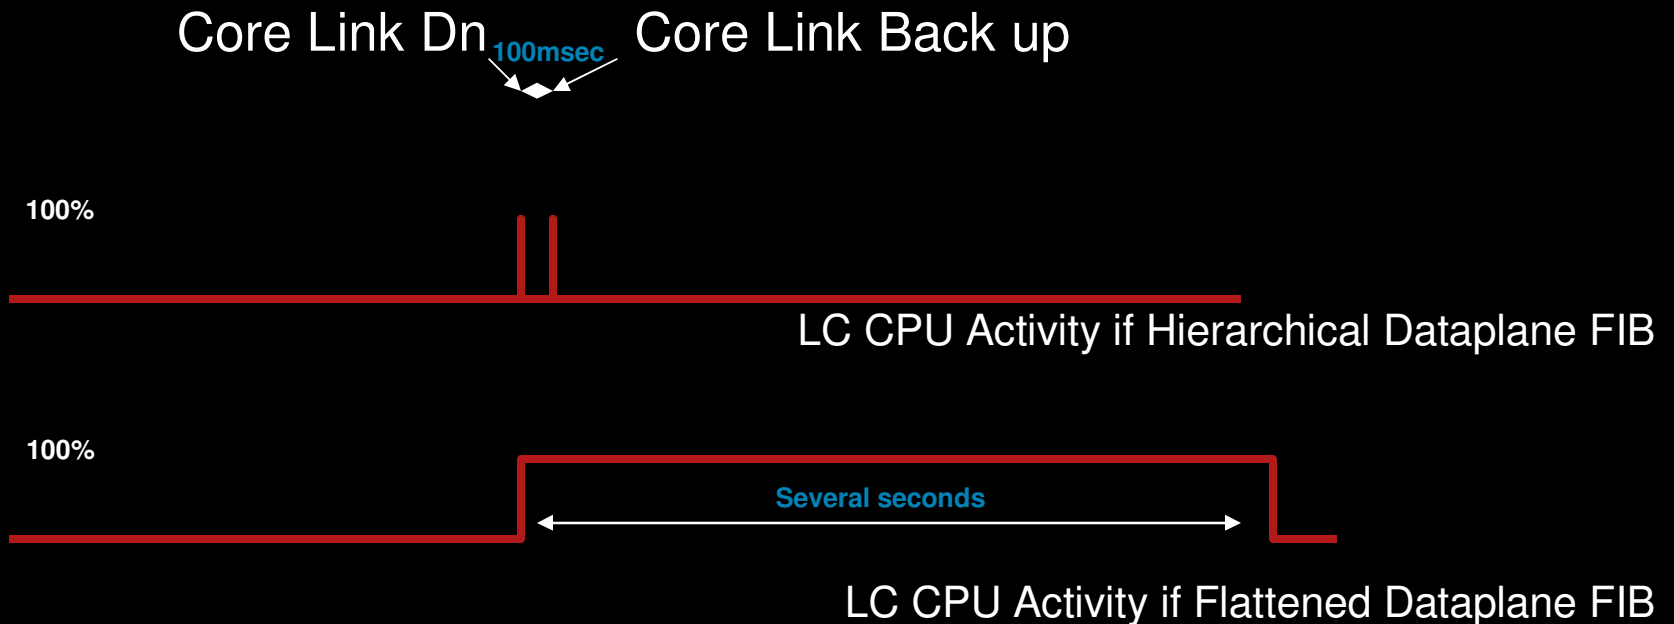 Core Link Dn
100msec
Core Link Back up
100%
LC CPU Activity if Hierarchical Dataplane FIB
100%
Several seconds
LC CPU Activity if Flattened Dataplane FIB